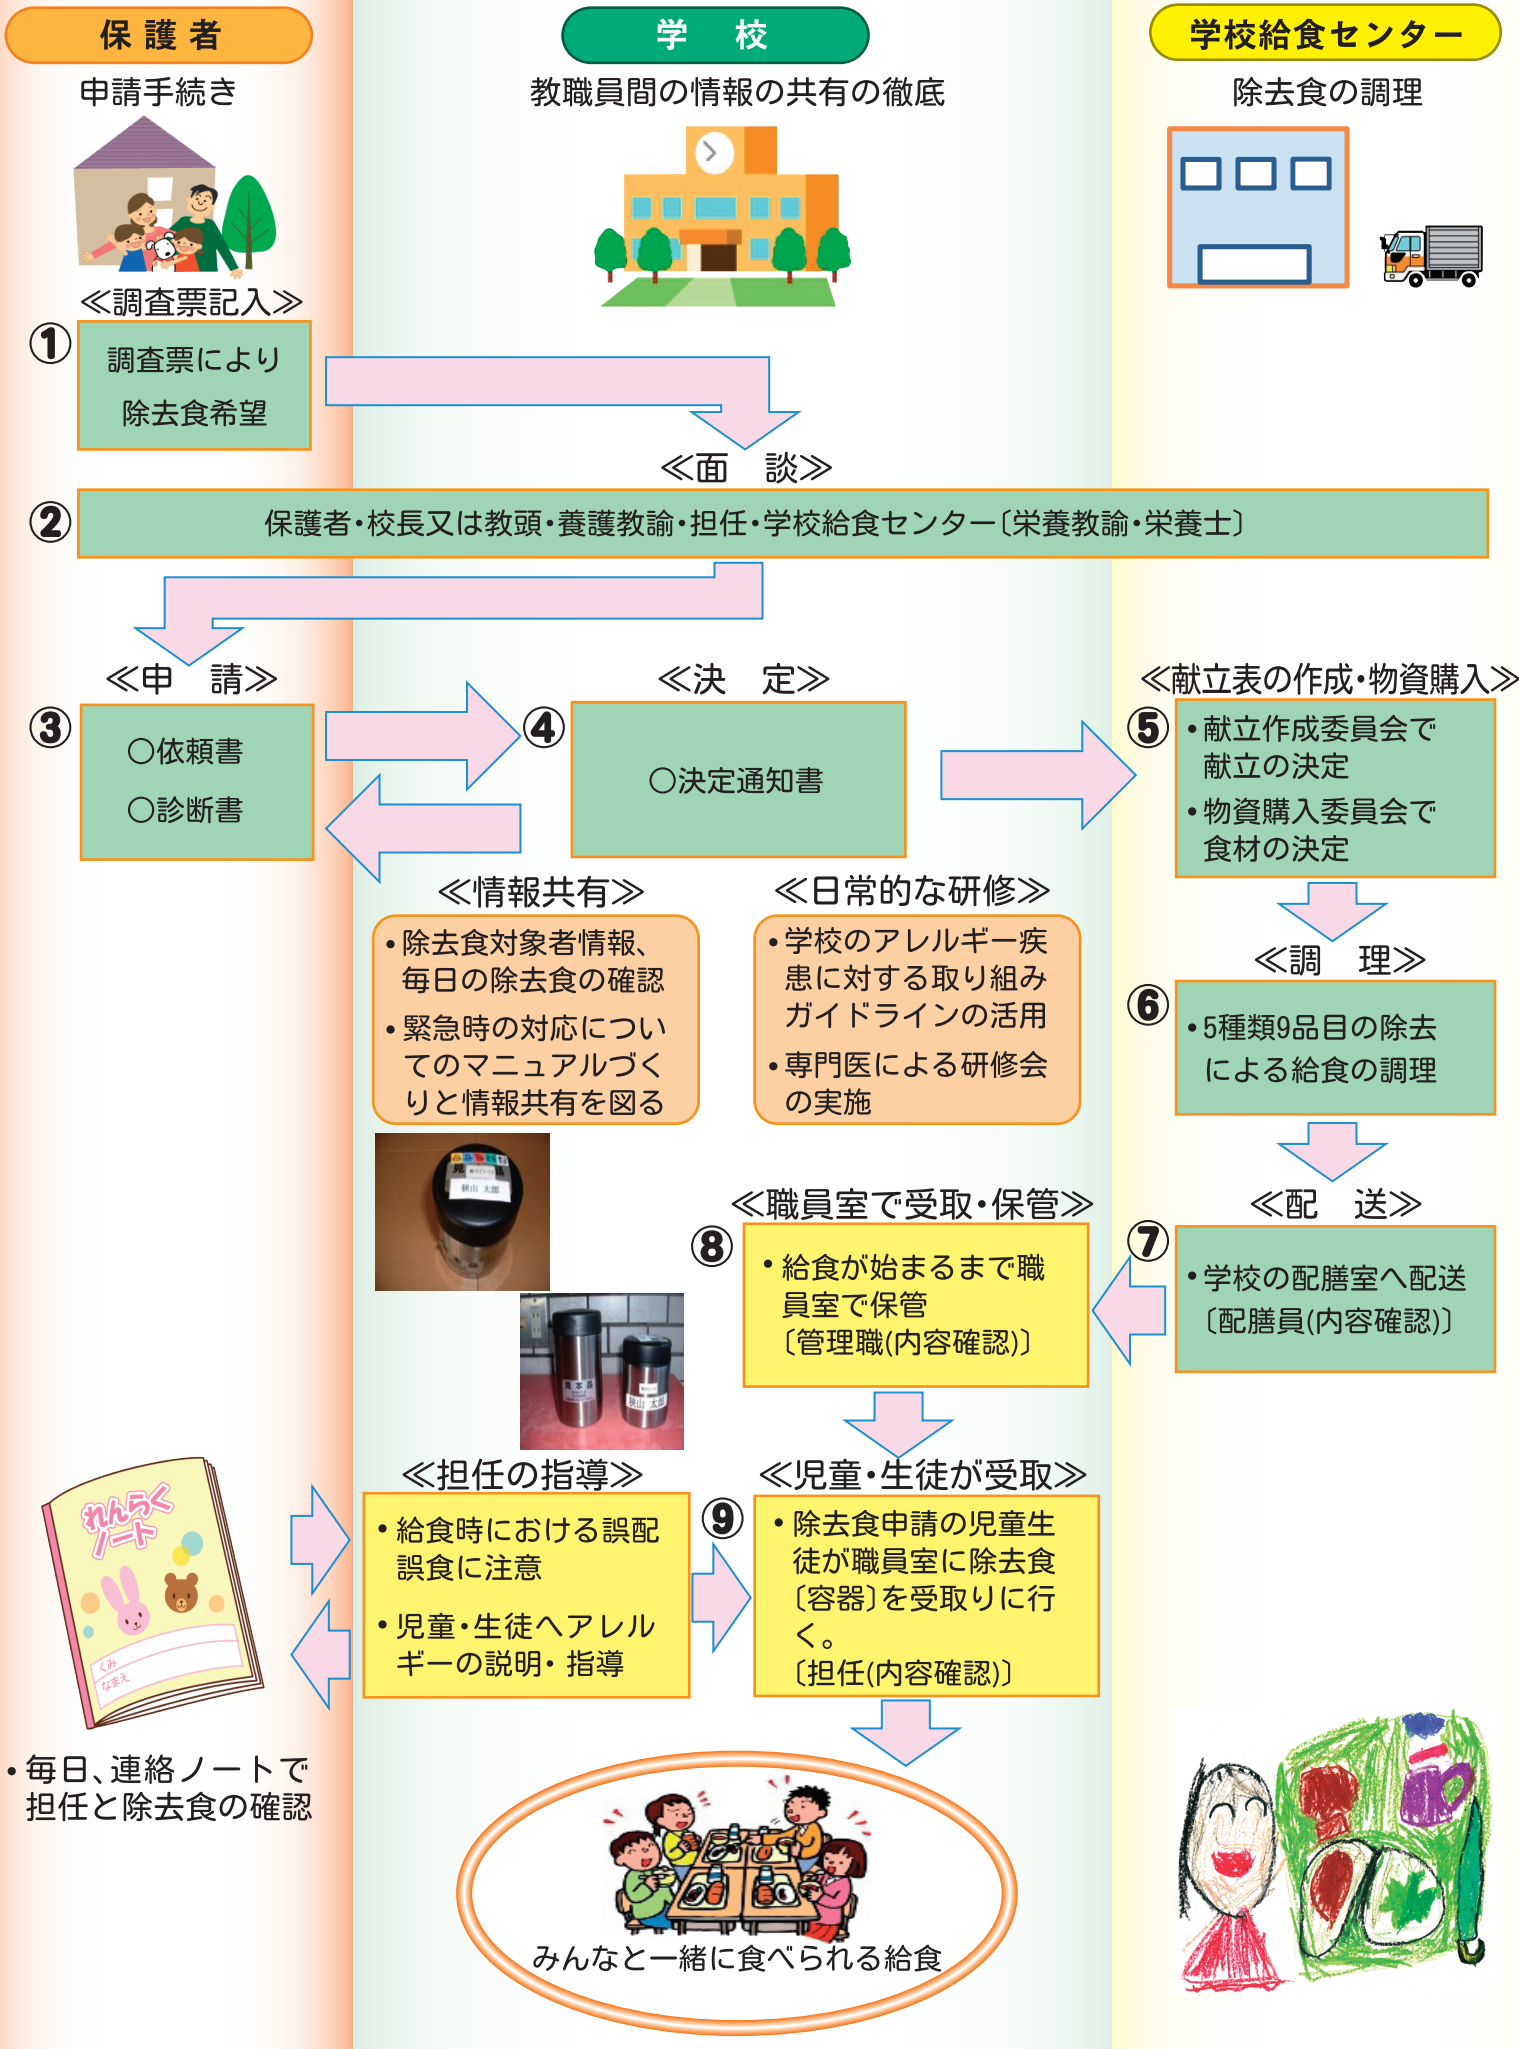 保護者
学　校
学校給食センター
申請手続き
教職員間の情報の共有の徹底
除去食の調理
≪調査票記入≫
①
調査票により
除去食希望
≪面　談≫
②
保護者・校長又は教頭・養護教諭・担任・学校給食センター〔栄養教諭・栄養士〕
≪申　請≫
③
○依頼書
○診断書
≪決　定≫
④
○決定通知書
≪献立表の作成・物資購入≫
⑤
・献立作成委員会で
献立の決定
・物資購入委員会で
食材の決定
≪情報共有≫
・除去食対象者情報、
毎日の除去食の確認
・緊急時の対応につい
てのマニュアルづく
りと情報共有を図る
≪日常的な研修≫
・学校のアレルギー疾
患に対する取り組み
ガイドラインの活用
・専門医による研修会
の実施
≪調　理≫
⑥
・5種類9品目の除去
による給食の調理
≪配　送≫
⑦
・学校の配膳室へ配送
〔配膳員(内容確認)〕
≪職員室で受取・保管≫
⑧
・給食が始まるまで職
員室で保管
〔管理職(内容確認)〕
狭山 太郎
見本品
狭山 太郎
≪担任の指導≫
・給食時における誤配
誤食に注意
・児童・生徒へアレル
ギーの説明・指導
≪児童・生徒が受取≫
⑨
・除去食申請の児童生
徒が職員室に除去食
〔容器〕を受取りに行
く。
〔担任(内容確認)〕
れんらく
ノート
くみ
なまえ
・毎日、連絡ノートで
担任と除去食の確認
みんなと一緒に食べられる給食